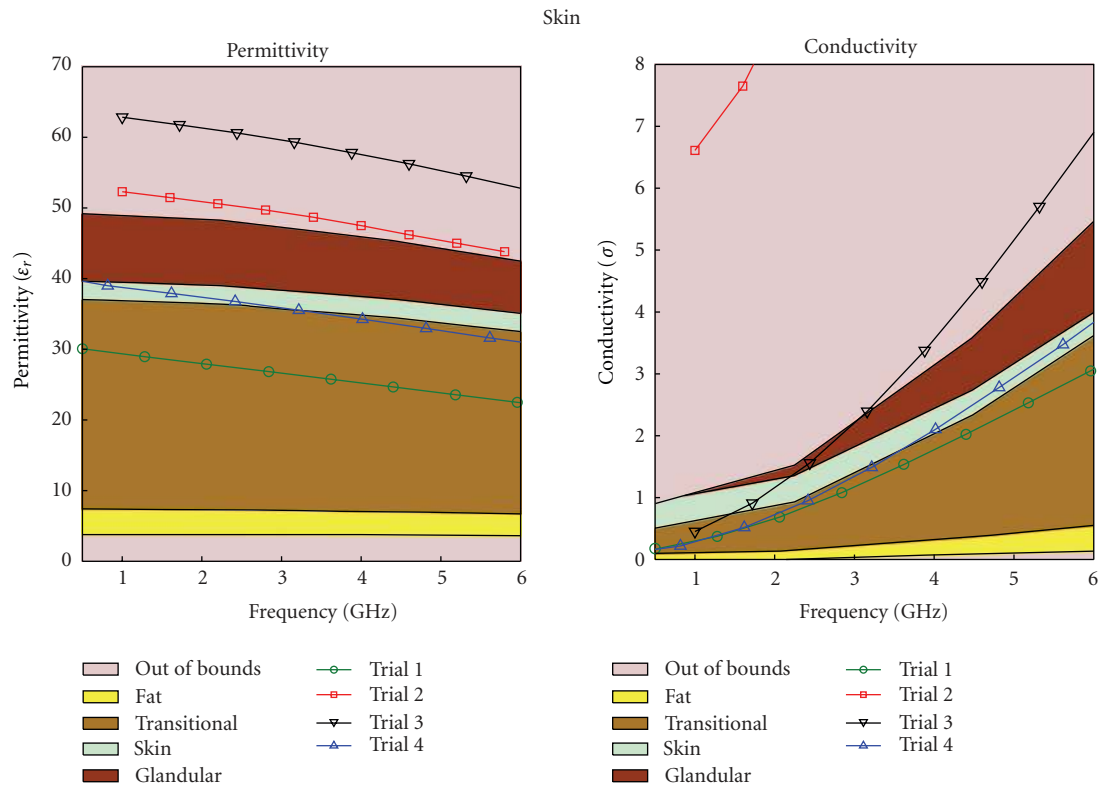 Skin
Permittivity
70
60
50
40
30
20
10
0
Permittivity (εr)
1 2 3 4 5 6
Frequency (GHz)
Out of bounds
Fat
Transitional
Skin
Glandular
Trial 1
Trial 2
Trial 3
Trial 4
Conductivity
8
7
6
5
4
3
2
1
0
Conductivity (σ)
1 2 3 4 5 6
Frequency (GHz)
Out of bounds
Fat
Transitional
Skin
Glandular
Trial 1
Trial 2
Trial 3
Trial 4